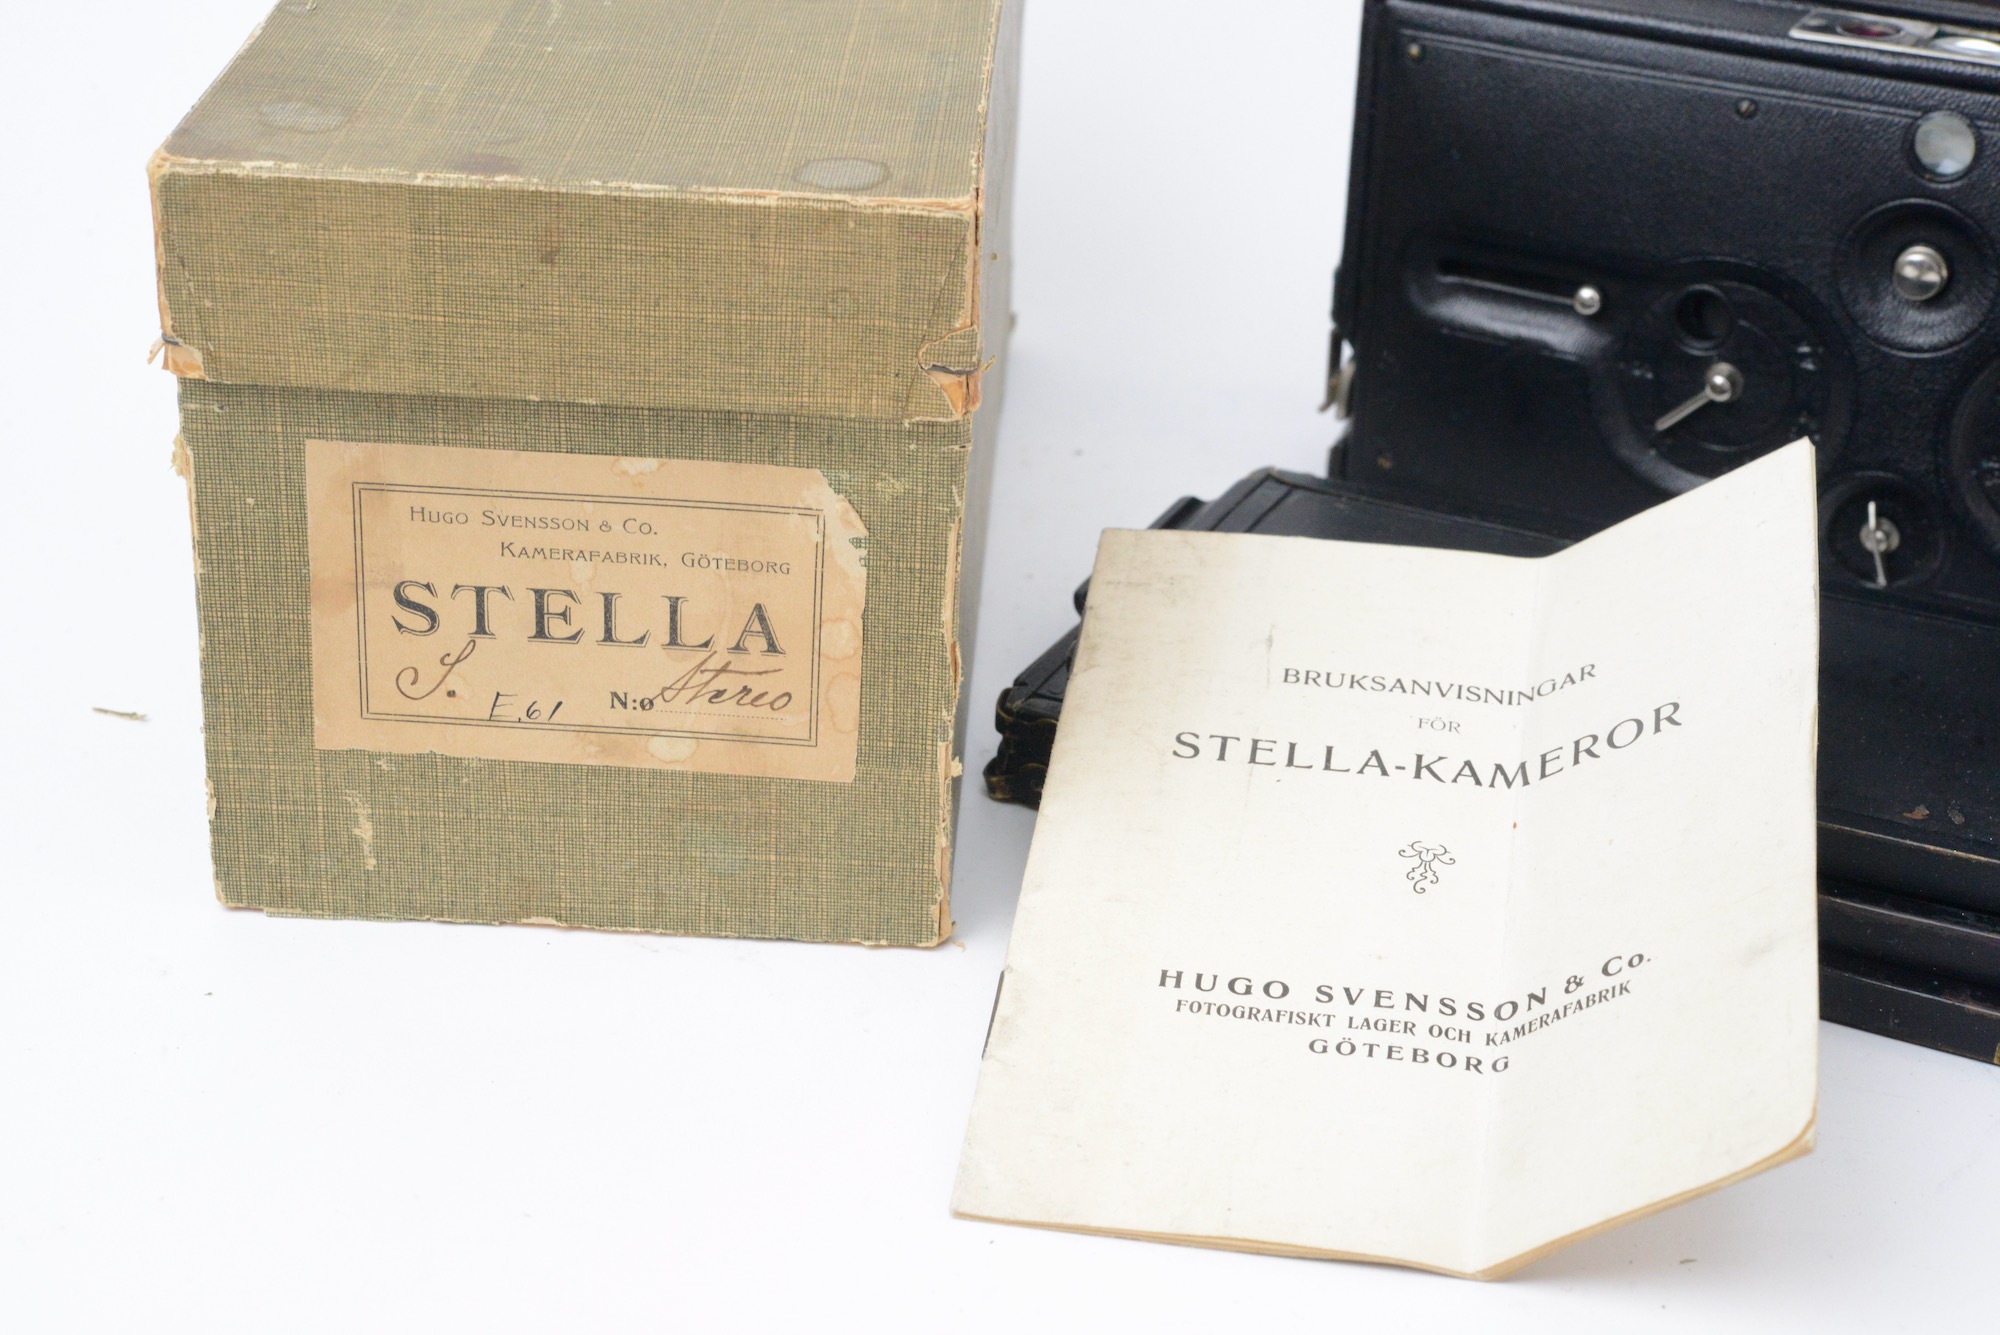 HUGO SVENSSON & CO.
KAMERAFABRIK, GÖTEBORG
STELLA
S. E.61 N:o Stereo
BRUKSANVISNINGAR
FÖR
STELLA-KAMEROR
HUGO SVENSSON & Co.
FOTOGRAFISKT LAGER OCH KAMERAFABRIK
GÖTEBORG